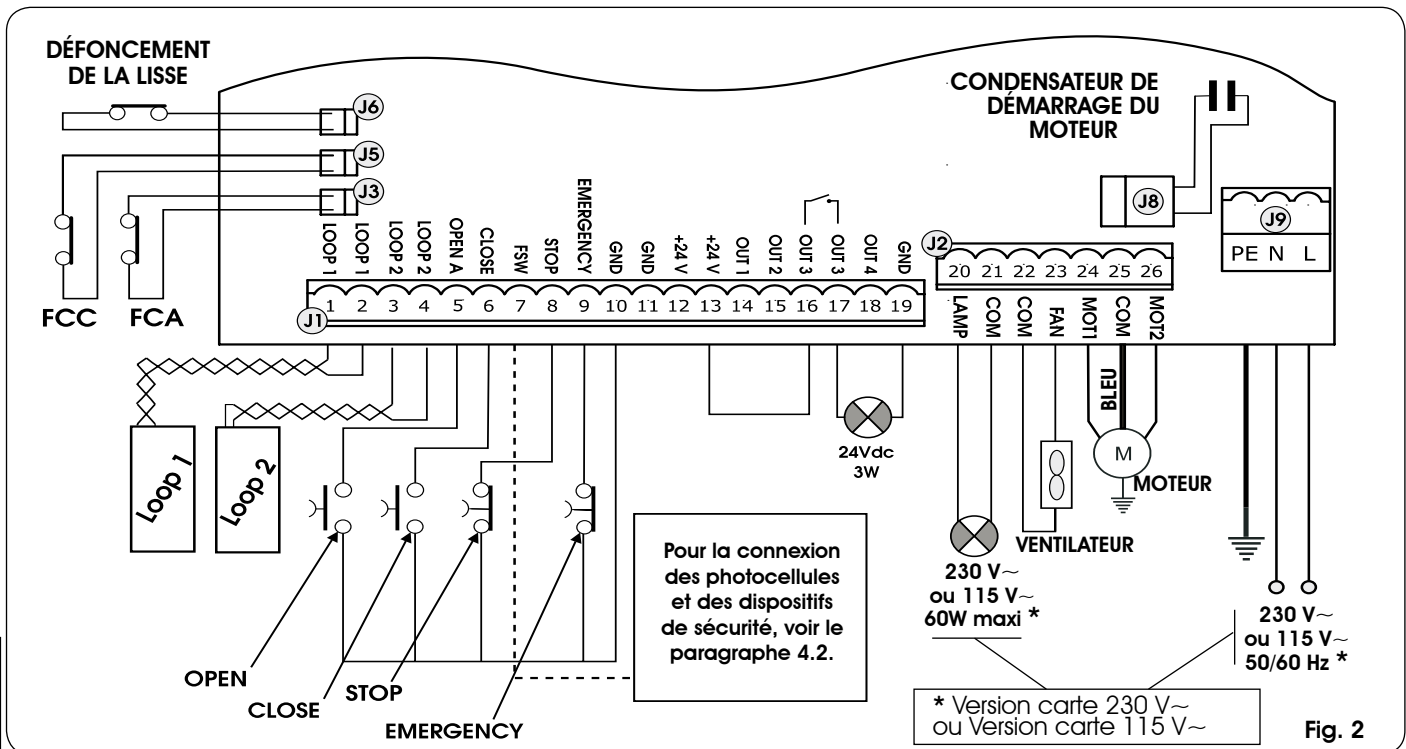 DÉFONCEMENT
DE LA LISSE
J6
J5
J3
FCC
FCA
CONDENSATEUR DE
DÉMARRAGE DU
MOTEUR
J8
J9
PE N L
LOOP 1
LOOP 1
LOOP 2
LOOP 2
OPEN A
CLOSE
FSW
STOP
EMERGENCY
GND
GND
+24 V
+24 V
OUT 1
OUT 2
OUT 3
OUT 3
OUT 4
GND
J1
1 2 3 4 5 6 7 8 9 10 11 12 13 14 15 16 17 18 19
J2
20 21 22 23 24 25 26
LAMP
COM
COM
FAN
MOT1
COM
MOT2
BLEU
M
MOTEUR
VENTILATEUR
Loop 1
Loop 2
24Vdc
3W
OPEN
CLOSE
STOP
EMERGENCY
Pour la connexion
des photocellules
et des dispositifs
de sécurité, voir le
paragraphe 4.2.
230 V~
ou 115 V~
60W maxi *
230 V~
ou 115 V~
50/60 Hz *
* Version carte 230 V~
ou Version carte 115 V~
Fig. 2